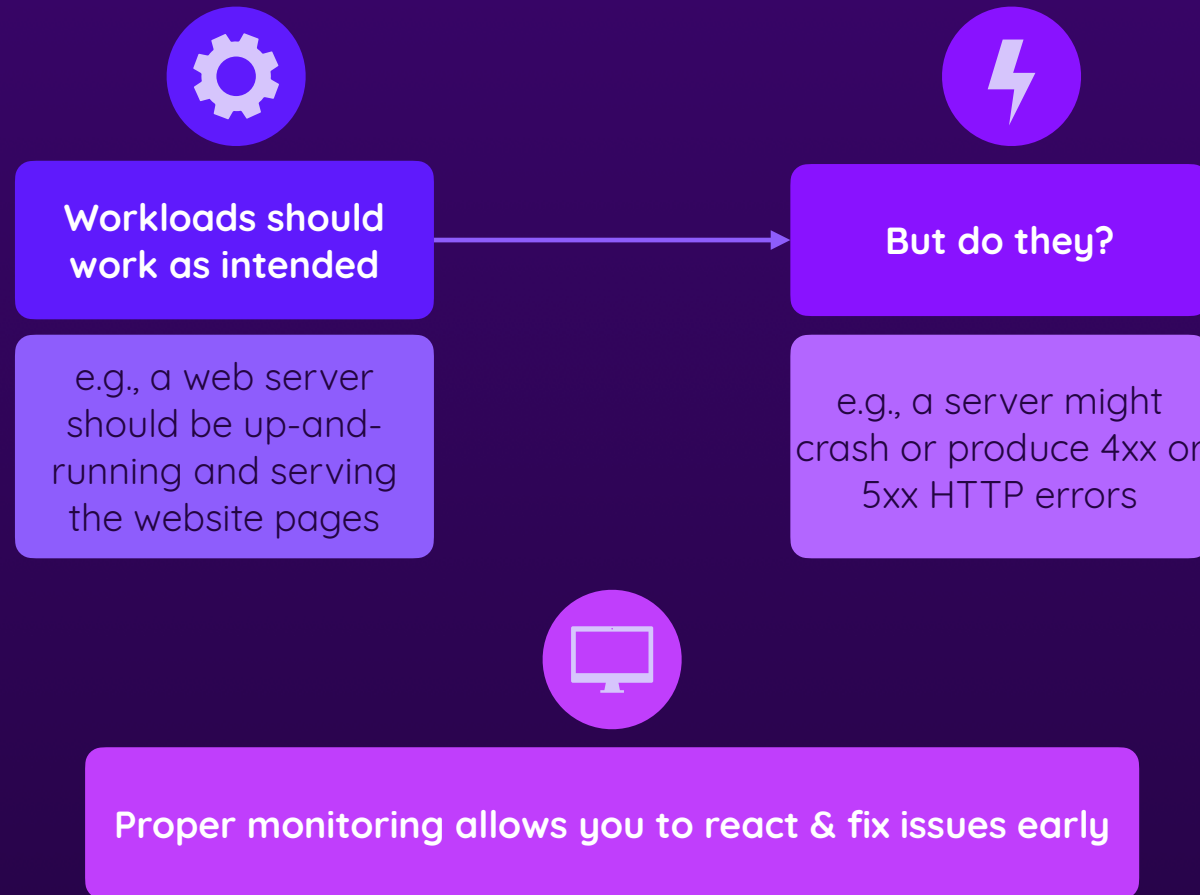 Workloads should
work as intended
But do they?
e.g., a web server
should be up-and-
running and serving
the website pages
e.g., a server might
crash or produce 4xx or
5xx HTTP errors
Proper monitoring allows you to react & fix issues early